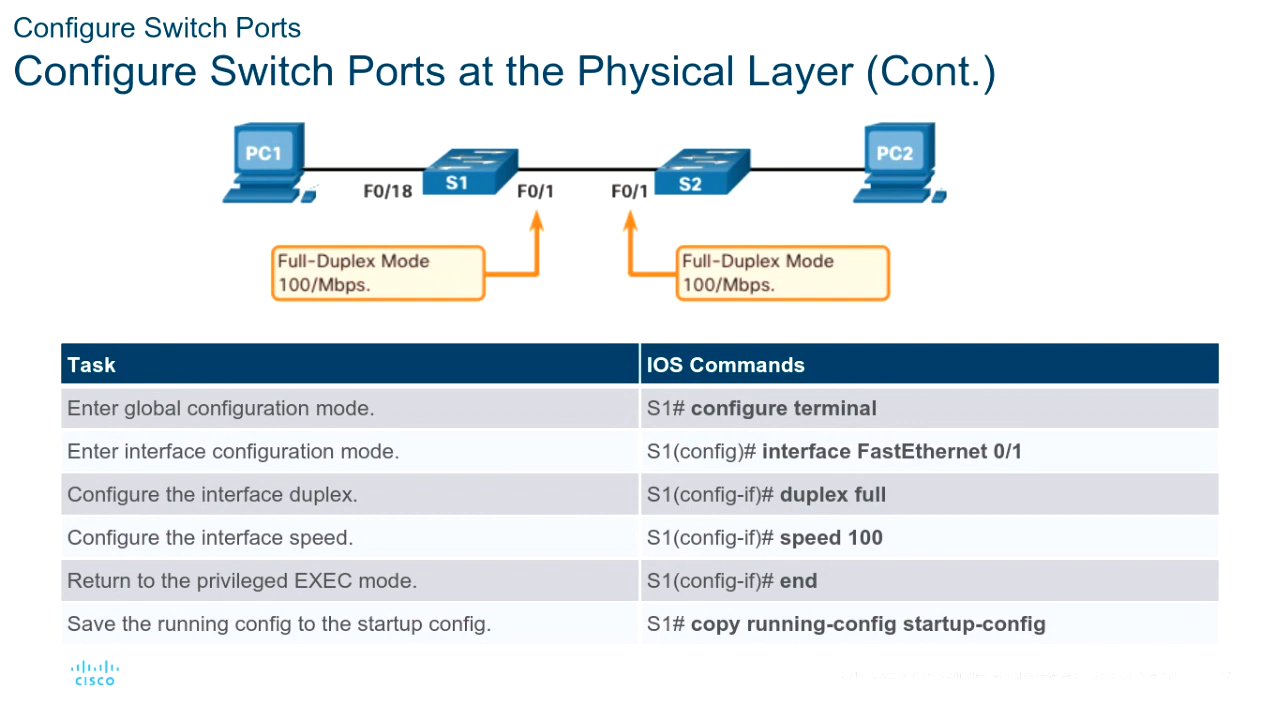 Configure Switch Ports
Configure Switch Ports at the Physical Layer (Cont.)
PC1
PC2
S1
S2
F0/18
F0/1
F0/1
Full-Duplex Mode
100/Mbps.
Full-Duplex Mode
100/Mbps.
Task IOS Commands
Enter global configuration mode. S1# configure terminal
Enter interface configuration mode. S1(config)# interface FastEthernet 0/1
Configure the interface duplex. S1(config-if)# duplex full
Configure the interface speed. S1(config-if)# speed 100
Return to the privileged EXEC mode. S1(config-if)# end
Save the running config to the startup config. S1# copy running-config startup-config
CISCO